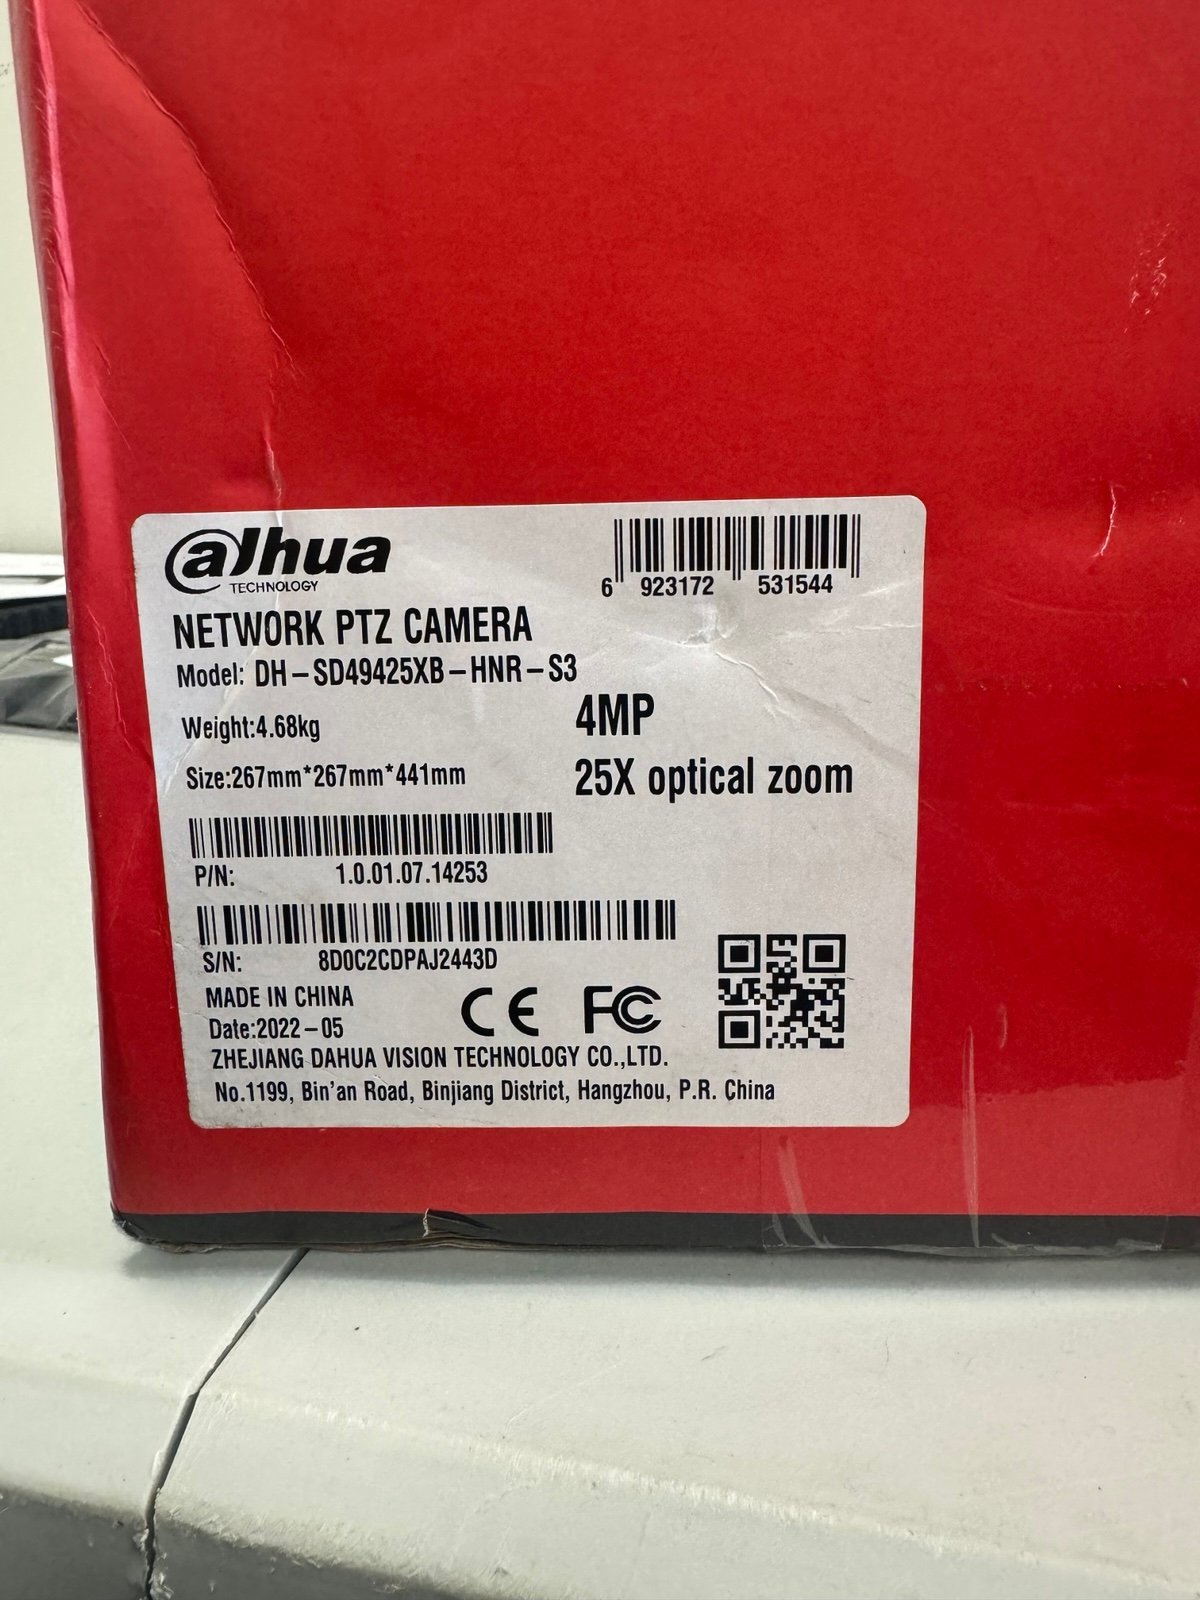 alhua
TECHNOLOGY
6 923172 531544
NETWORK PTZ CAMERA
Model: DH-SD49425XB-HNR-S3
4MP
Weight:4.68kg
25X optical zoom
Size:267mm*267mm*441mm
P/N: 1.0.01.07.14253
S/N: 8D0C2CDPAJ2443D
MADE IN CHINA
Date:2022-05
CE FC
ZHEJIANG DAHUA VISION TECHNOLOGY CO.,LTD.
No.1199, Bin'an Road, Binjiang District, Hangzhou, P.R. China